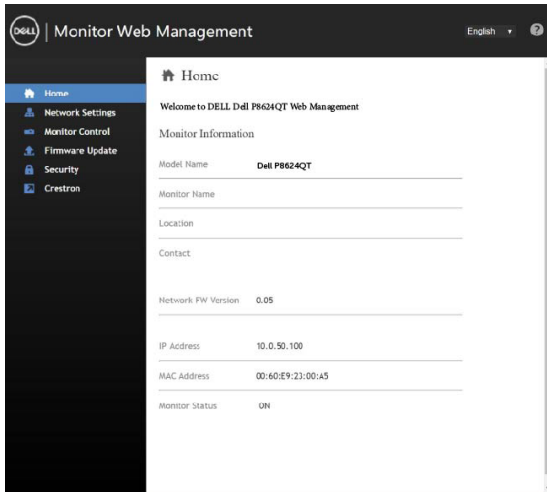 DELL | Monitor Web Management
English ▼ ?
Home
Network Settings
Monitor Control
Firmware Update
Security
Crestron
Home
Welcome to DELL Dell P8624QT Web Management
Monitor Information
Model Name Dell P8624QT
Monitor Name
Location
Contact
Network FW Version 0.05
IP Address 10.0.50.100
MAC Address 00:60:E9:23:00:A5
Monitor Status ON